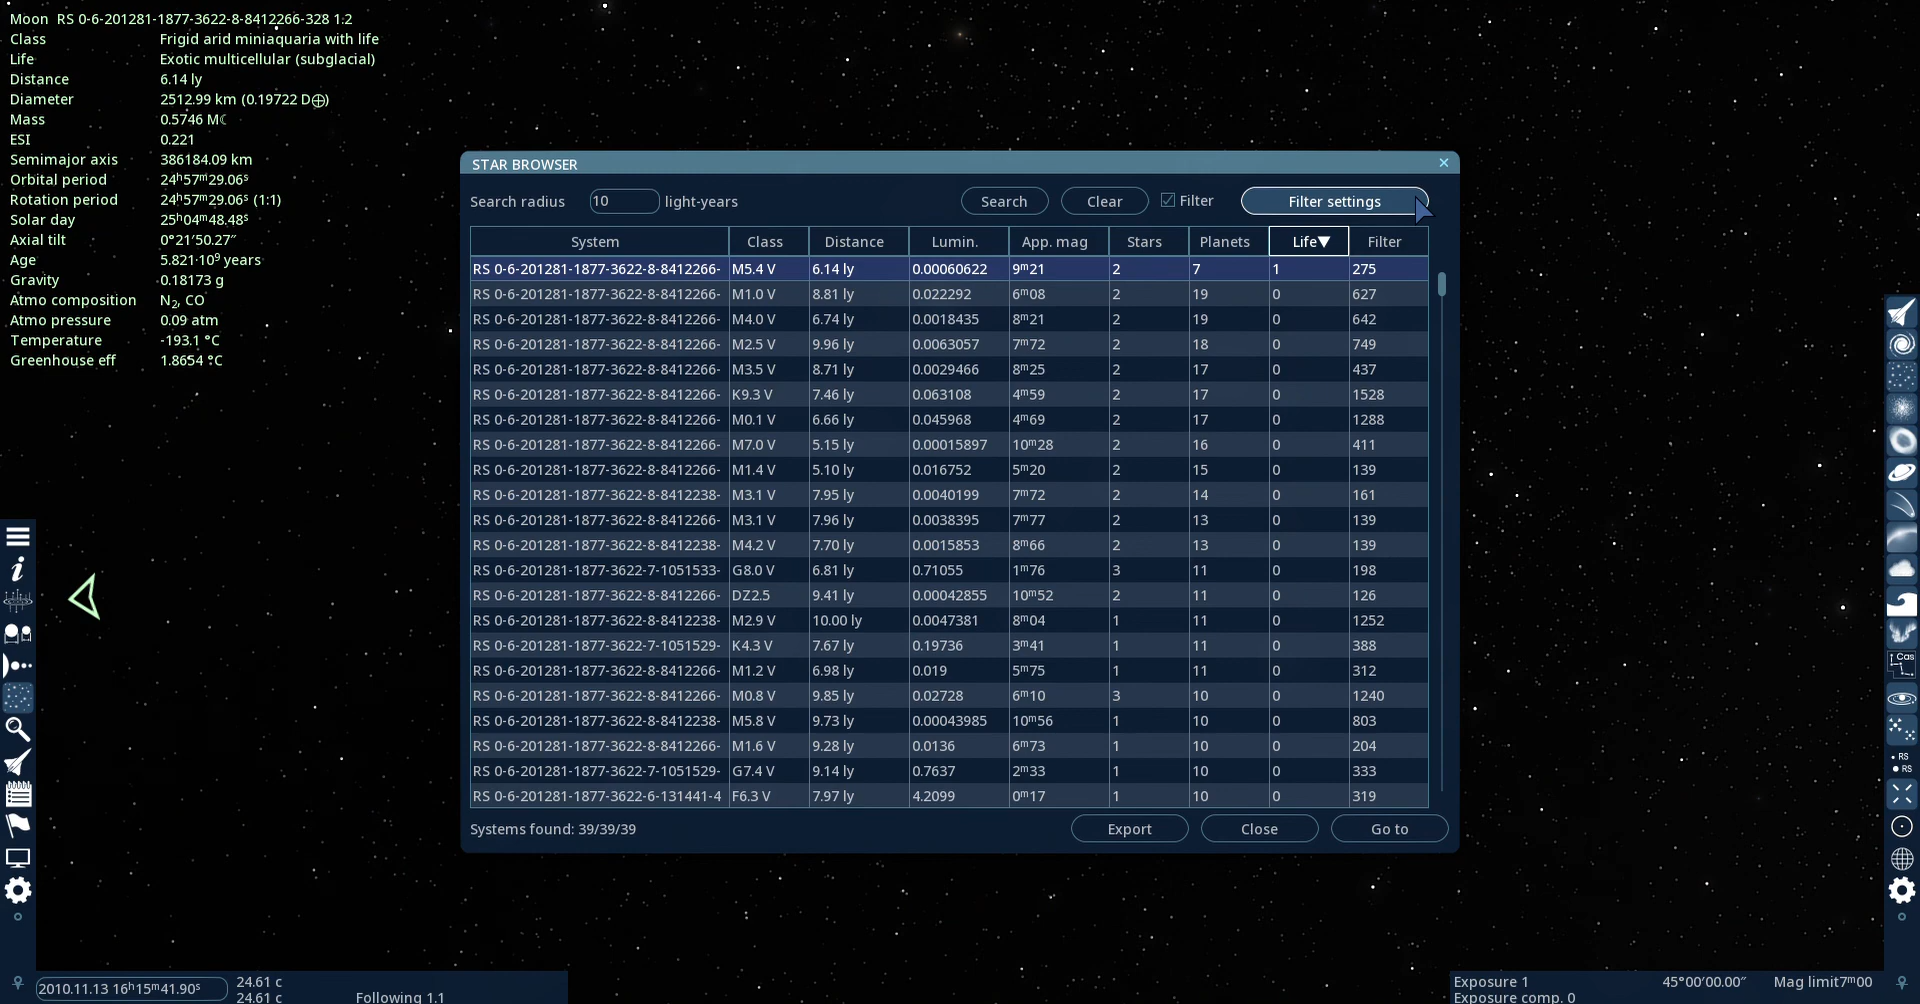 Moon RS 0-6-201281-1877-3622-8-8412266-328 1.2
Class Frigid arid miniaquaria with life
Life Exotic multicellular (subglacial)
Distance 6.14 ly
Diameter 2512.99 km (0.19722 D⊕)
Mass 0.5746 M☾
ESI 0.221
Semimajor axis 386184.09 km
Orbital period 24ʰ57ᵐ29.06ˢ
Rotation period 24ʰ57ᵐ29.06ˢ (1:1)
Solar day 25ʰ04ᵐ48.48ˢ
Axial tilt 0°21′50.27″
Age 5.821·10⁹ years
Gravity 0.18173 g
Atmo composition N₂, CO
Atmo pressure 0.09 atm
Temperature -193.1 °C
Greenhouse eff 1.8654 °C
STAR BROWSER
Search radius 10 light-years Search Clear Filter Filter settings
System Class Distance Lumin. App. mag Stars Planets Life▼ Filter
RS 0-6-201281-1877-3622-8-8412266- M5.4 V 6.14 ly 0.00060622 9ᵐ21 2 7 1 275
RS 0-6-201281-1877-3622-8-8412266- M1.0 V 8.81 ly 0.022292 6ᵐ08 2 19 0 627
RS 0-6-201281-1877-3622-8-8412266- M4.0 V 6.74 ly 0.0018435 8ᵐ21 2 19 0 642
RS 0-6-201281-1877-3622-8-8412266- M2.5 V 9.96 ly 0.0063057 7ᵐ72 2 18 0 749
RS 0-6-201281-1877-3622-8-8412266- M3.5 V 8.71 ly 0.0029466 8ᵐ25 2 17 0 437
RS 0-6-201281-1877-3622-8-8412266- K9.3 V 7.46 ly 0.063108 4ᵐ59 2 17 0 1528
RS 0-6-201281-1877-3622-8-8412266- M0.1 V 6.66 ly 0.045968 4ᵐ69 2 17 0 1288
RS 0-6-201281-1877-3622-8-8412266- M7.0 V 5.15 ly 0.00015897 10ᵐ28 2 16 0 411
RS 0-6-201281-1877-3622-8-8412266- M1.4 V 5.10 ly 0.016752 5ᵐ20 2 15 0 139
RS 0-6-201281-1877-3622-8-8412238- M3.1 V 7.95 ly 0.0040199 7ᵐ72 2 14 0 161
RS 0-6-201281-1877-3622-8-8412266- M3.1 V 7.96 ly 0.0038395 7ᵐ77 2 13 0 139
RS 0-6-201281-1877-3622-8-8412238- M4.2 V 7.70 ly 0.0015853 8ᵐ66 2 13 0 139
RS 0-6-201281-1877-3622-7-1051533- G8.0 V 6.81 ly 0.71055 1ᵐ76 3 11 0 198
RS 0-6-201281-1877-3622-8-8412266- DZ2.5 9.41 ly 0.00042855 10ᵐ52 2 11 0 126
RS 0-6-201281-1877-3622-8-8412266- M2.9 V 10.00 ly 0.0047381 8ᵐ04 1 11 0 1252
RS 0-6-201281-1877-3622-7-1051529- K4.3 V 7.67 ly 0.19736 3ᵐ41 1 11 0 388
RS 0-6-201281-1877-3622-8-8412266- M1.2 V 6.98 ly 0.019 5ᵐ75 1 11 0 312
RS 0-6-201281-1877-3622-8-8412266- M0.8 V 9.85 ly 0.02728 6ᵐ10 3 10 0 1240
RS 0-6-201281-1877-3622-8-8412238- M5.8 V 9.73 ly 0.00043985 10ᵐ56 1 10 0 803
RS 0-6-201281-1877-3622-8-8412266- M1.6 V 9.28 ly 0.0136 6ᵐ73 1 10 0 204
RS 0-6-201281-1877-3622-7-1051529- G7.4 V 9.14 ly 0.7637 2ᵐ33 1 10 0 333
RS 0-6-201281-1877-3622-6-131441-4 F6.3 V 7.97 ly 4.2099 0ᵐ17 1 10 0 319
Systems found: 39/39/39 Export Close Go to
Cas
RS
RS
2010.11.13 16ʰ15ᵐ41.90ˢ
24.61 c
24.61 c Following 1.1
Exposure 1 45°00′00.00″ Mag limit7ᵐ00
Exposure comp. 0